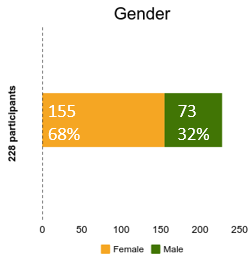 Gender
228 participants
155 73
68% 32%
0 50 100 150 200 250
Female Male